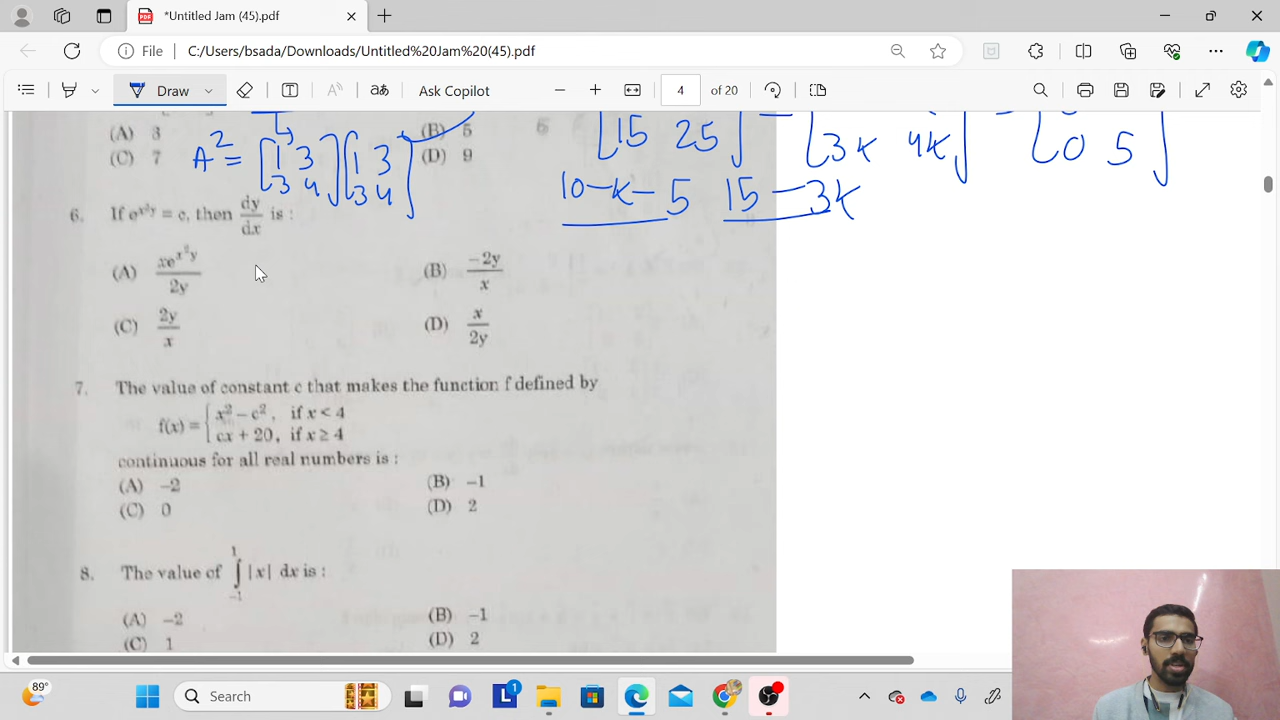 *Untitled Jam (45).pdf
File C:/Users/bsada/Downloads/Untitled%20Jam%20(45).pdf
Draw Ask Copilot 4 of 20
(A) 3 (B) 5
(C) 7 (D) 9
A² = [1 3 [1 3
3 4] 3 4]
[15 25] [3k 4k] [0 5]
10-k-5 15-3k
6. If e^{x²y} = c, then dy/dx is :
(A) xe^{x²y}/2y (B) -2y/x
(C) 2y/x (D) x/2y
7. The value of constant c that makes the function f defined by
f(x) = { x² – c², if x < 4
cx + 20, if x ≥ 4
continuous for all real numbers is :
(A) –2 (B) –1
(C) 0 (D) 2
8. The value of ∫_{-1}^{1} |x| dx is :
(A) –2 (B) –1
(C) 1 (D) 2
89°
Search
1